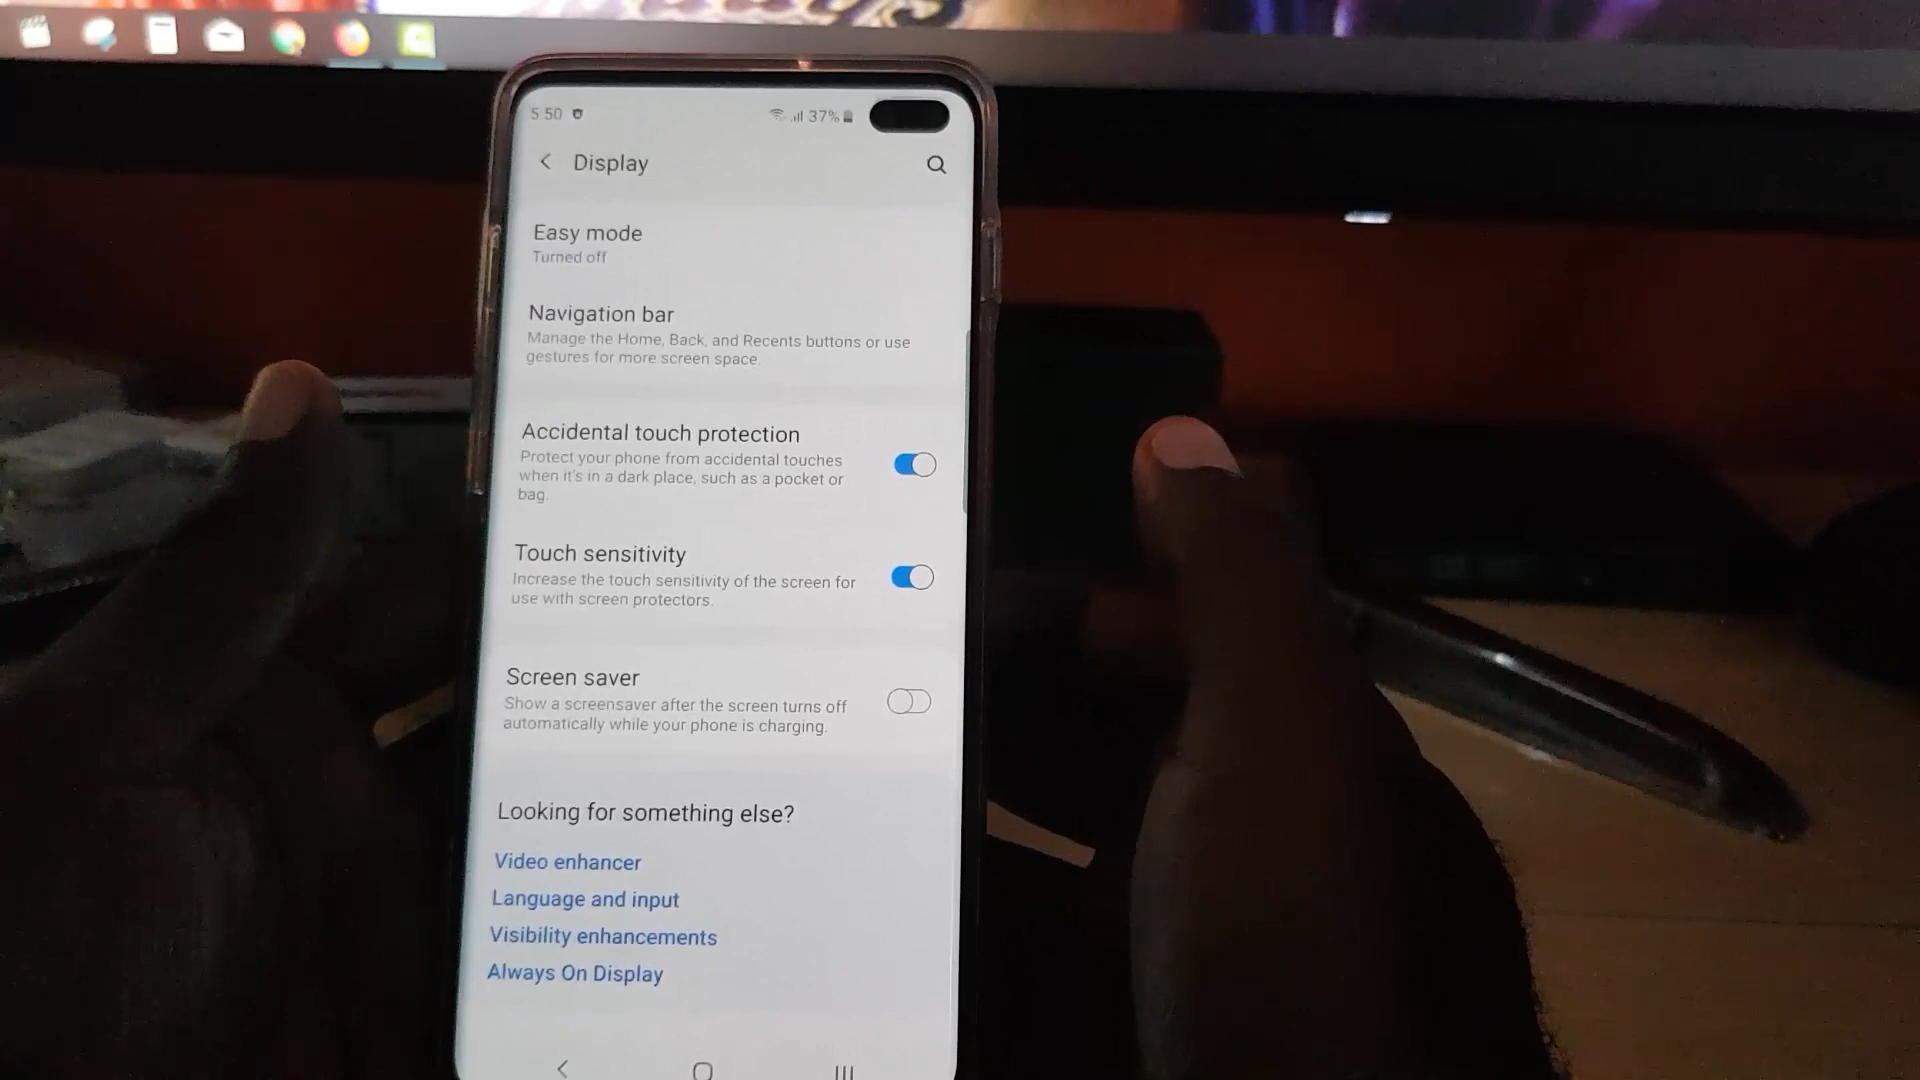 5:50
37%
Display
Easy mode
Turned off
Navigation bar
Manage the Home, Back, and Recents buttons or use
gestures for more screen space.
Accidental touch protection
Protect your phone from accidental touches
when it's in a dark place, such as a pocket or
bag.
Touch sensitivity
Increase the touch sensitivity of the screen for
use with screen protectors.
Screen saver
Show a screensaver after the screen turns off
automatically while your phone is charging.
Looking for something else?
Video enhancer
Language and input
Visibility enhancements
Always On Display